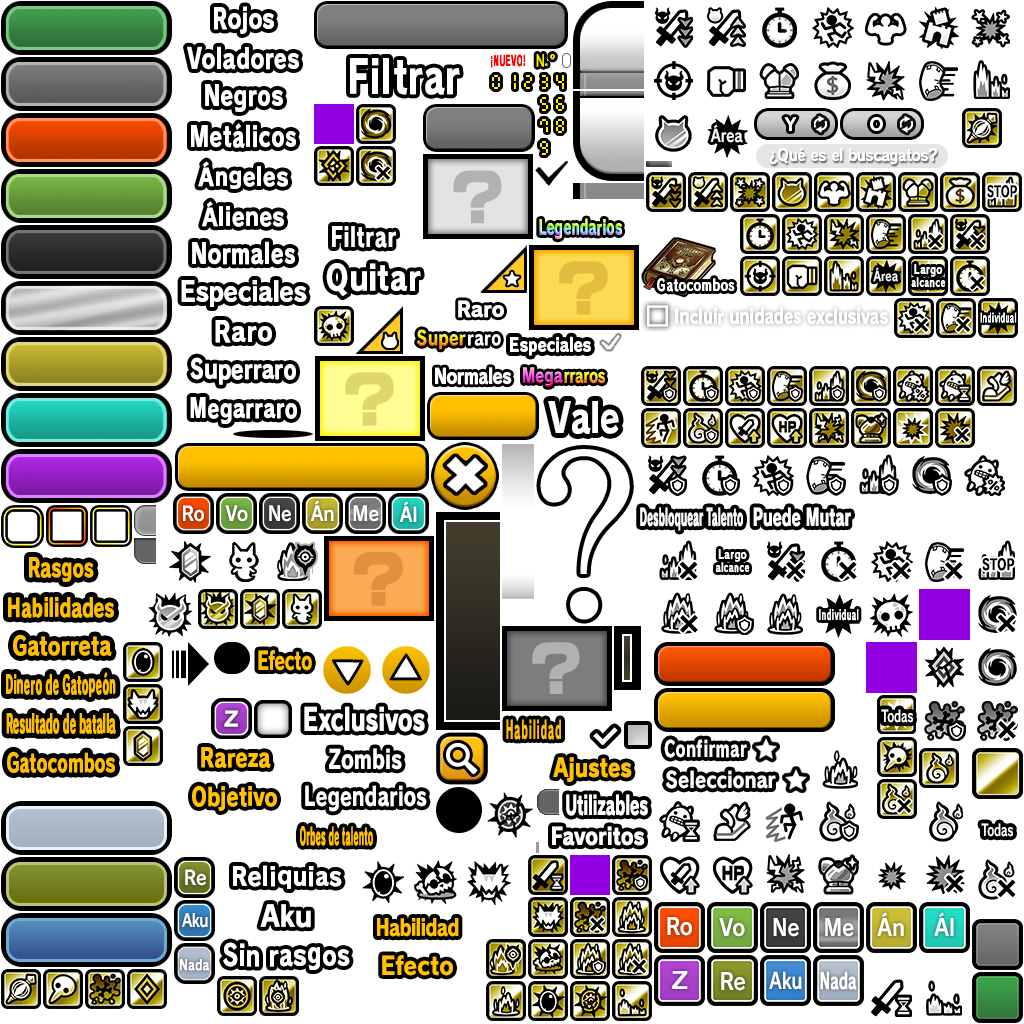 Rojos
Voladores
Negros
Metálicos
Ángeles
Álienes
Normales
Especiales
Raro
Superraro
Megarraro
Filtrar
¡NUEVO! N.º
0 1 2 3 4
5 6
7 8
9
Filtrar
Quitar
?
Legendarios
?
Raro
Superraro
Especiales
Normales
Megarraros
?
Vale
?
Ro
Vo
Ne
Án
Me
Ál
?
Rasgos
Habilidades
Gatorreta
Dinero de Gatopeón
Resultado de batalla
Gatocombos
Efecto
Z
Exclusivos
Rareza
Zombis
Objetivo
Legendarios
Orbes de talento
?
Habilidad
Ajustes
Utilizables
Favoritos
Re
Aku
Nada
Reliquias
Aku
Sin rasgos
Habilidad
Efecto
$
Área
Y
O
¿Qué es el buscagatos?
$
STOP
Gatocombos
Área
Largo alcance
Incluir unidades exclusivas
Individual
%
HP
%
Desbloquear Talento
Puede Mutar
Largo alcance
STOP
Individual
Todas
Confirmar
Seleccionar
Todas
HP
Ro
Vo
Ne
Me
Án
Ál
Z
Re
Aku
Nada